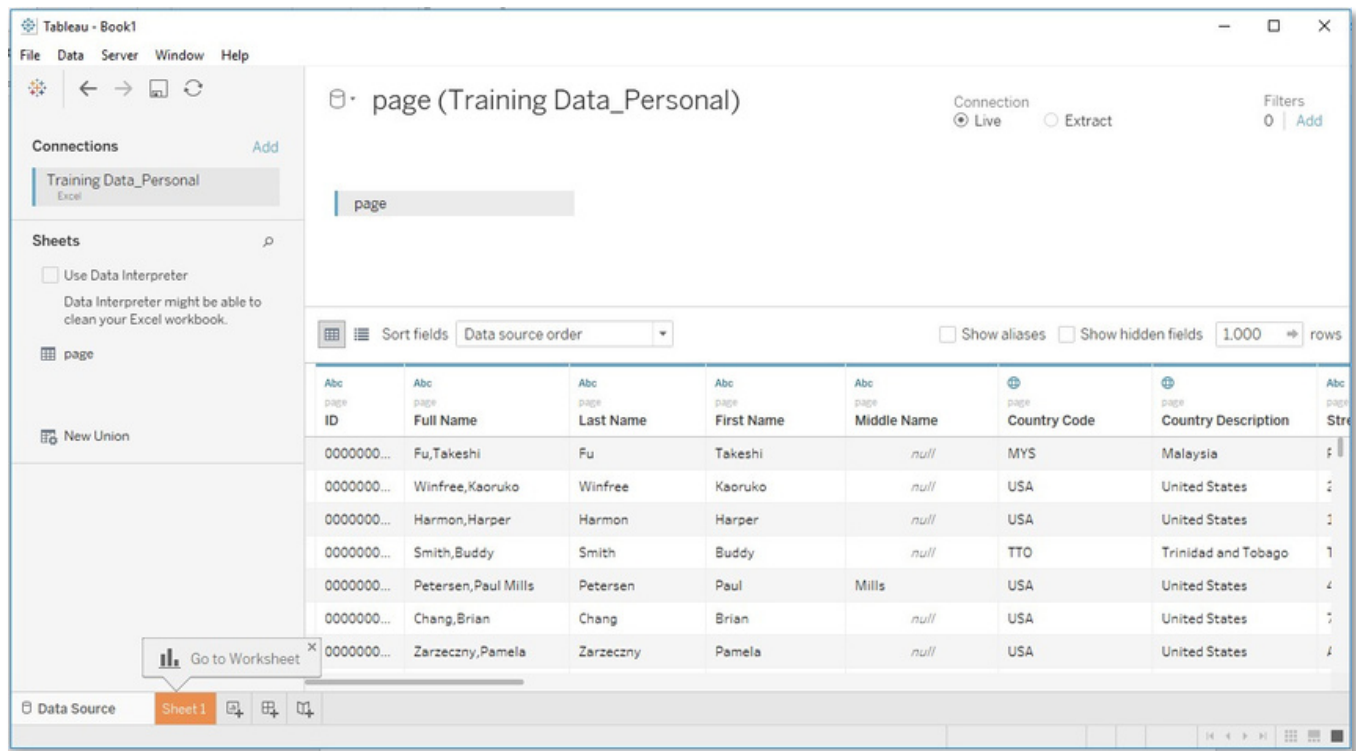 Tableau - Book1
File Data Server Window Help
page (Training Data_Personal)
Connection
Live Extract
Filters
0 Add
Connections Add
Training Data_Personal
Excel
page
Sheets
Use Data Interpreter
Data Interpreter might be able to
clean your Excel workbook.
page
New Union
Sort fields Data source order Show aliases Show hidden fields 1.000 rows
Abc Abc Abc Abc Abc Abc
page page page page page page page page
ID Full Name Last Name First Name Middle Name Country Code Country Description Stre
0000000... Fu,Takeshi Fu Takeshi null MYS Malaysia
0000000... Winfree,Kaoruko Winfree Kaoruko null USA United States
0000000... Harmon,Harper Harmon Harper null USA United States
0000000... Smith,Buddy Smith Buddy null TTO Trinidad and Tobago
0000000... Petersen,Paul Mills Petersen Paul Mills USA United States
0000000... Chang,Brian Chang Brian null USA United States
0000000... Zarzeczny,Pamela Zarzeczny Pamela null USA United States
Go to Worksheet
Data Source Sheet 1